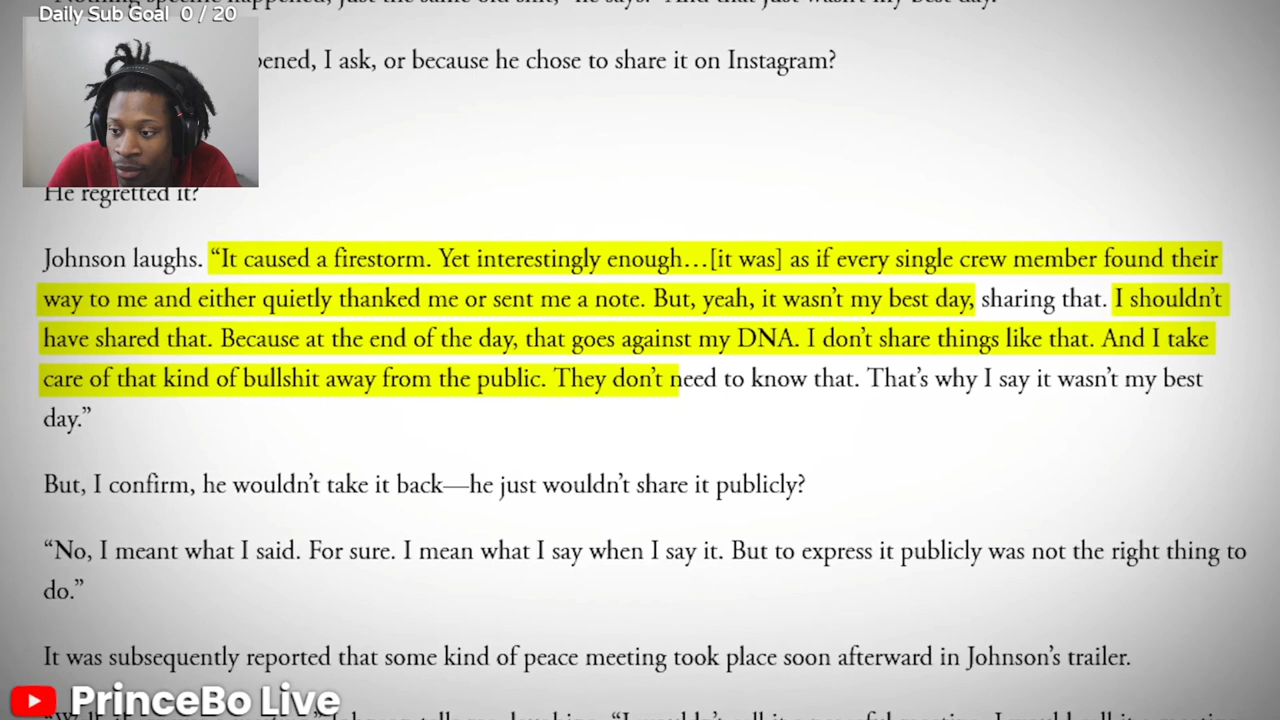 Daily Sub Goal 0 / 20
ened, I ask, or because he chose to share it on Instagram?
He regretted it?
Johnson laughs. “It caused a firestorm. Yet interestingly enough…[it was] as if every single crew member found their
way to me and either quietly thanked me or sent me a note. But, yeah, it wasn’t my best day, sharing that. I shouldn’t
have shared that. Because at the end of the day, that goes against my DNA. I don’t share things like that. And I take
care of that kind of bullshit away from the public. They don’t need to know that. That’s why I say it wasn’t my best
day.”
But, I confirm, he wouldn’t take it back—he just wouldn’t share it publicly?
“No, I meant what I said. For sure. I mean what I say when I say it. But to express it publicly was not the right thing to
do.”
It was subsequently reported that some kind of peace meeting took place soon afterward in Johnson’s trailer.
PrinceBo Live